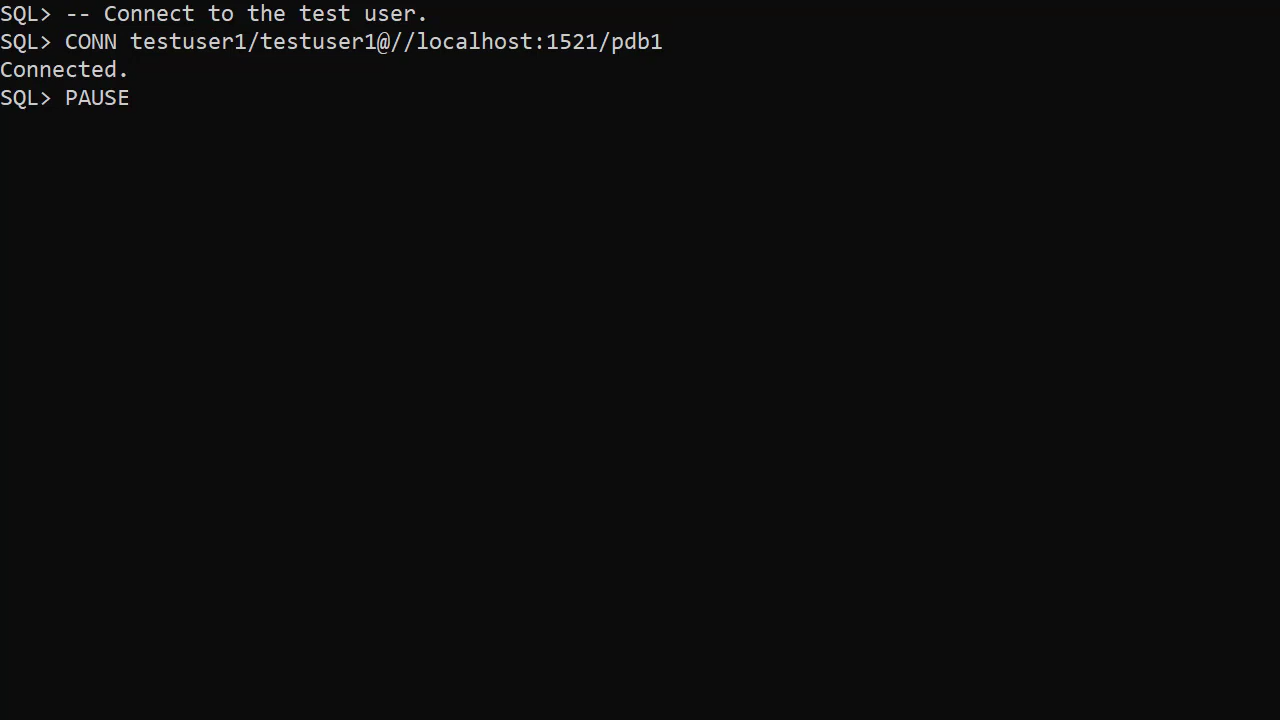 SQL> -- Connect to the test user.
SQL> CONN testuser1/testuser1@//localhost:1521/pdb1
Connected.
SQL> PAUSE